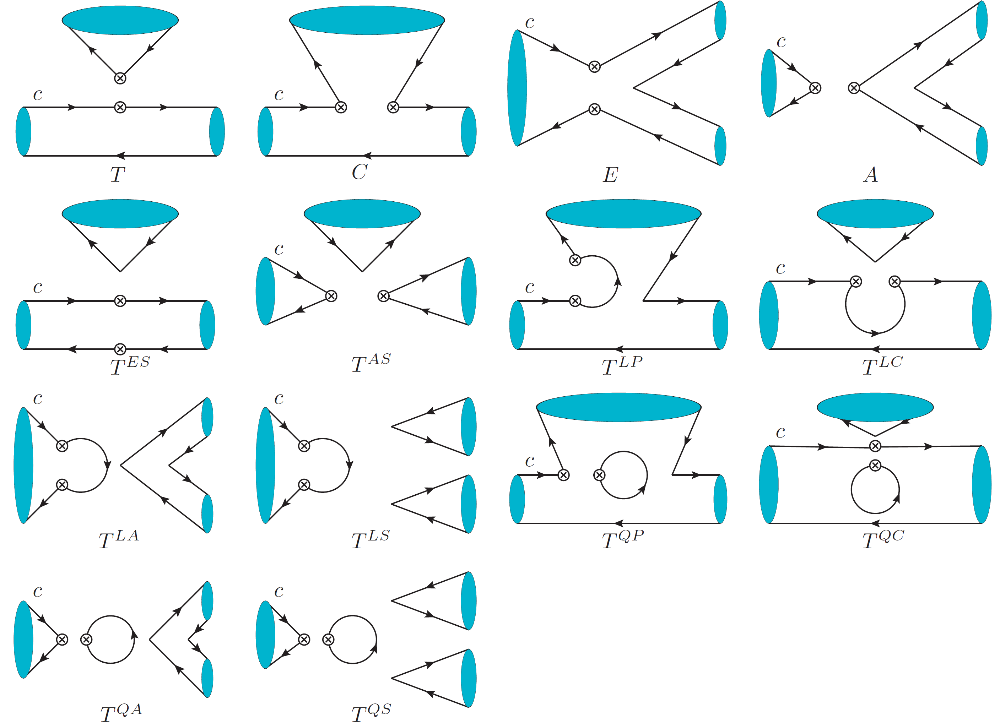 c c c c
T C E A
c c c c
T^{ES} T^{AS} T^{LP} T^{LC}
c c c c
T^{LA} T^{LS} T^{QP} T^{QC}
c c
T^{QA} T^{QS}